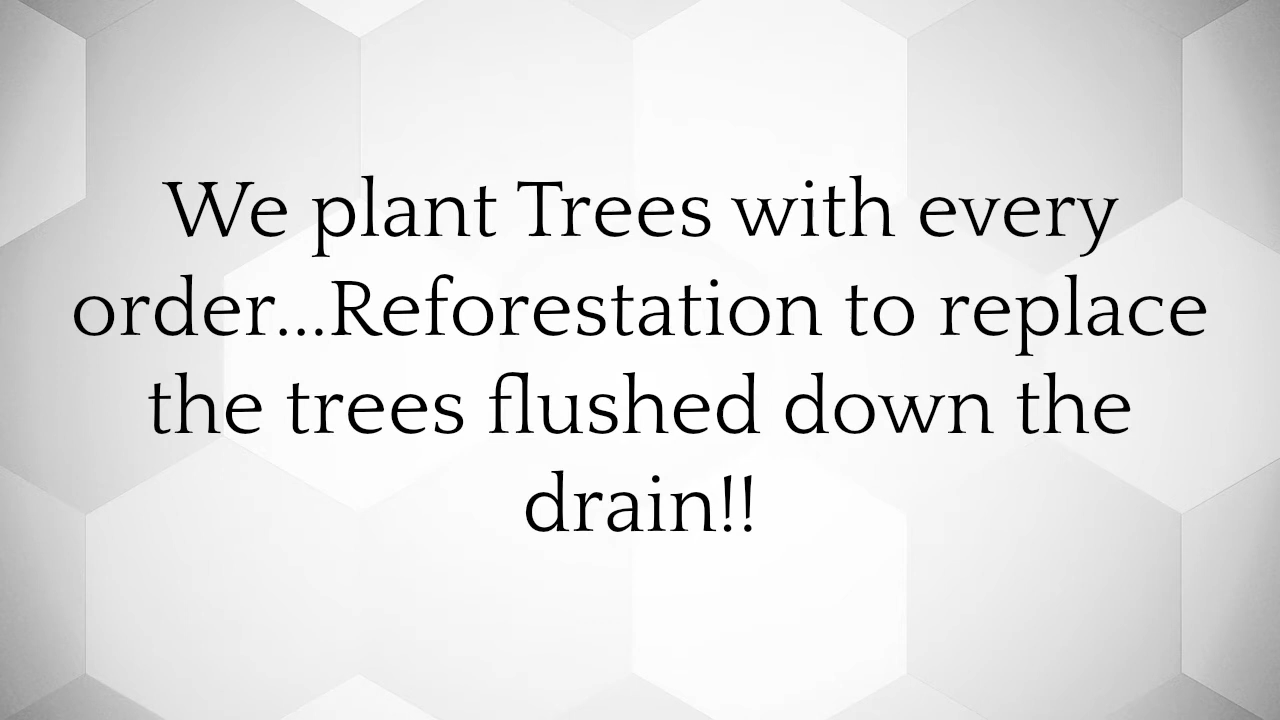 We plant Trees with every
order...Reforestation to replace
the trees flushed down the
drain!!